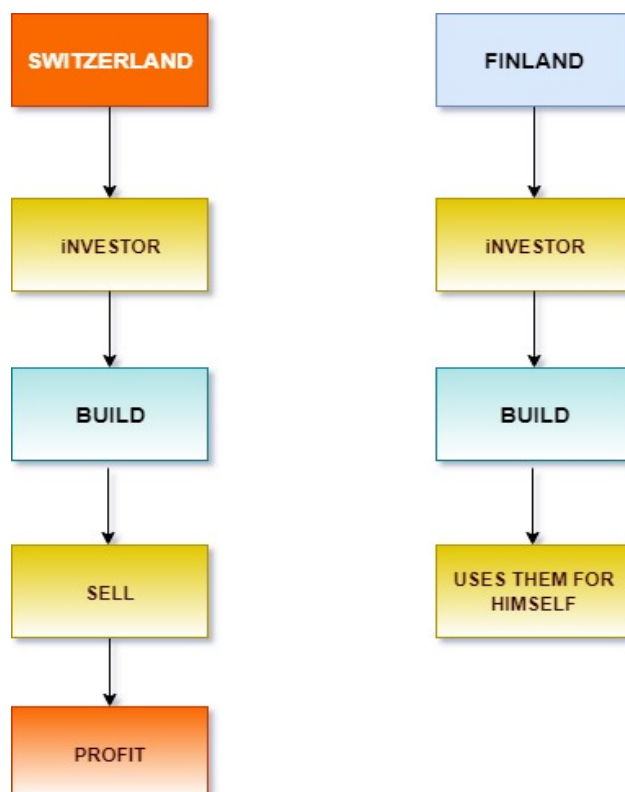 SWITZERLAND
FINLAND
iNVESTOR
iNVESTOR
BUILD
BUILD
SELL
USES THEM FOR
HIMSELF
PROFIT